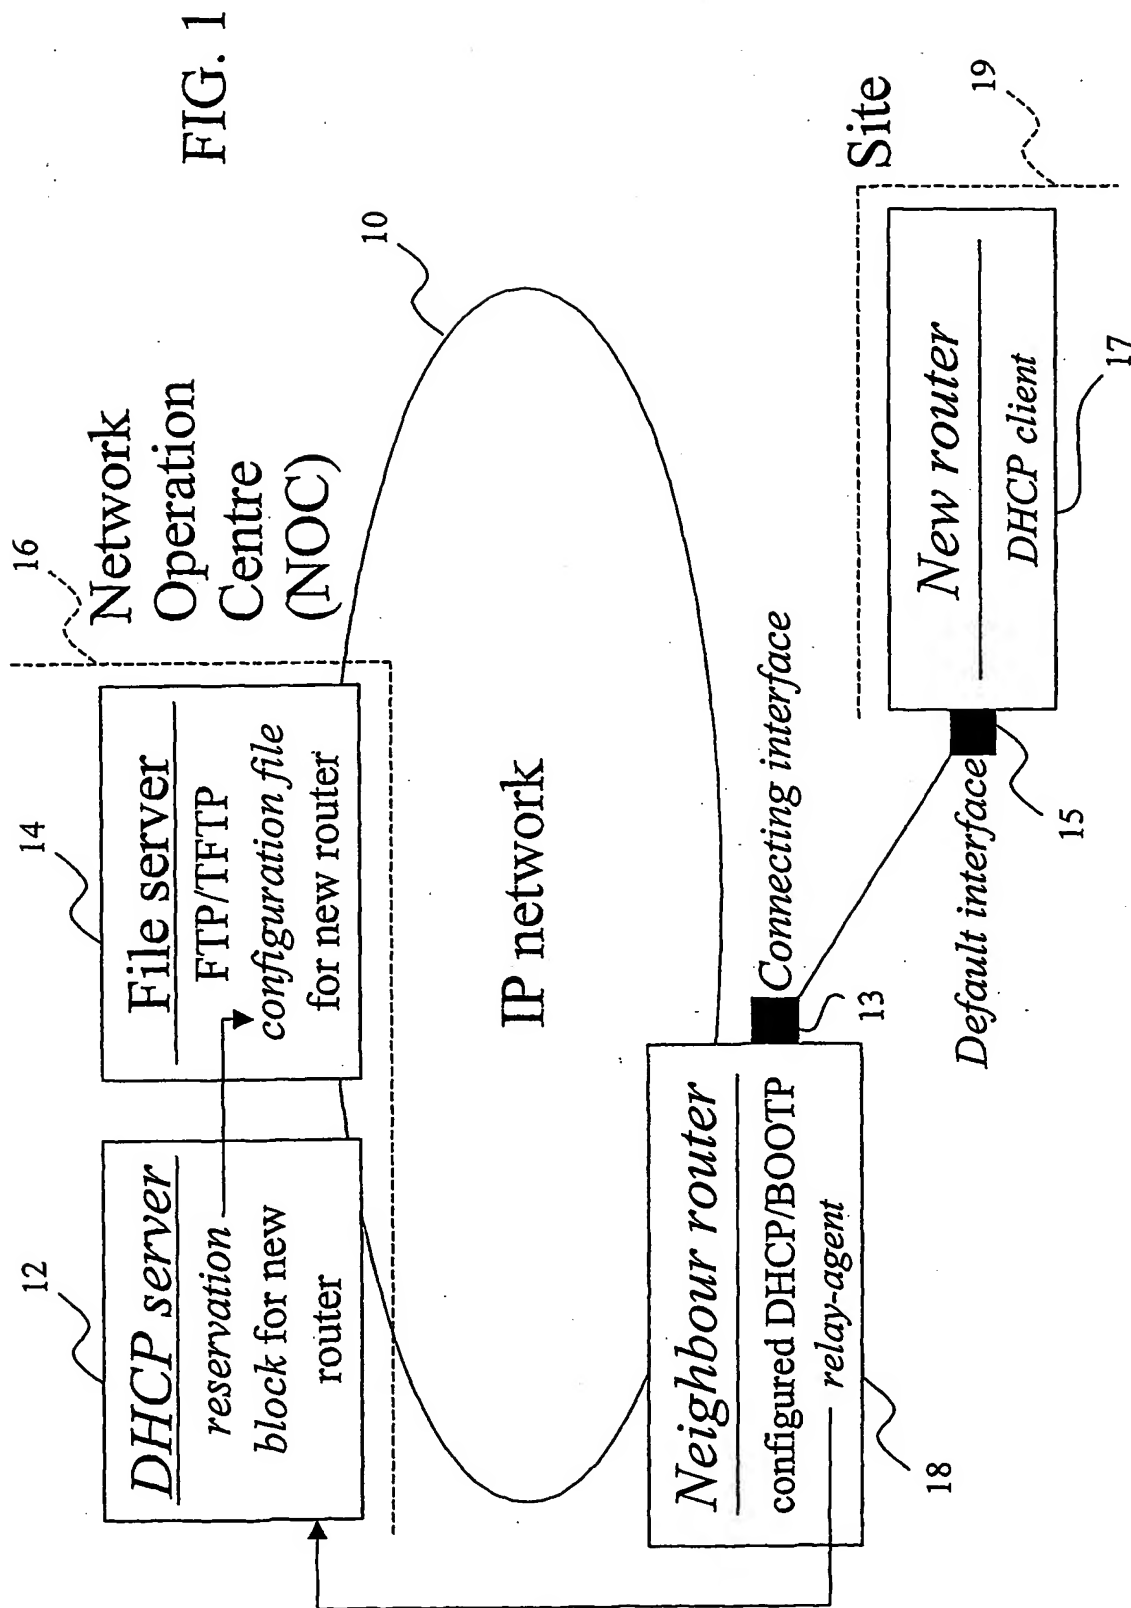 FIG. 1
16
Network
Operation
Centre
(NOC)
12
DHCP server
reservation
block for new
router
14
File server
FTP/TFTP
configuration file
for new router
10
IP network
Neighbour router
configured DHCP/BOOTP
relay-agent
18
Connecting interface
13
Default interface
15
Site
19
New router
DHCP client
17